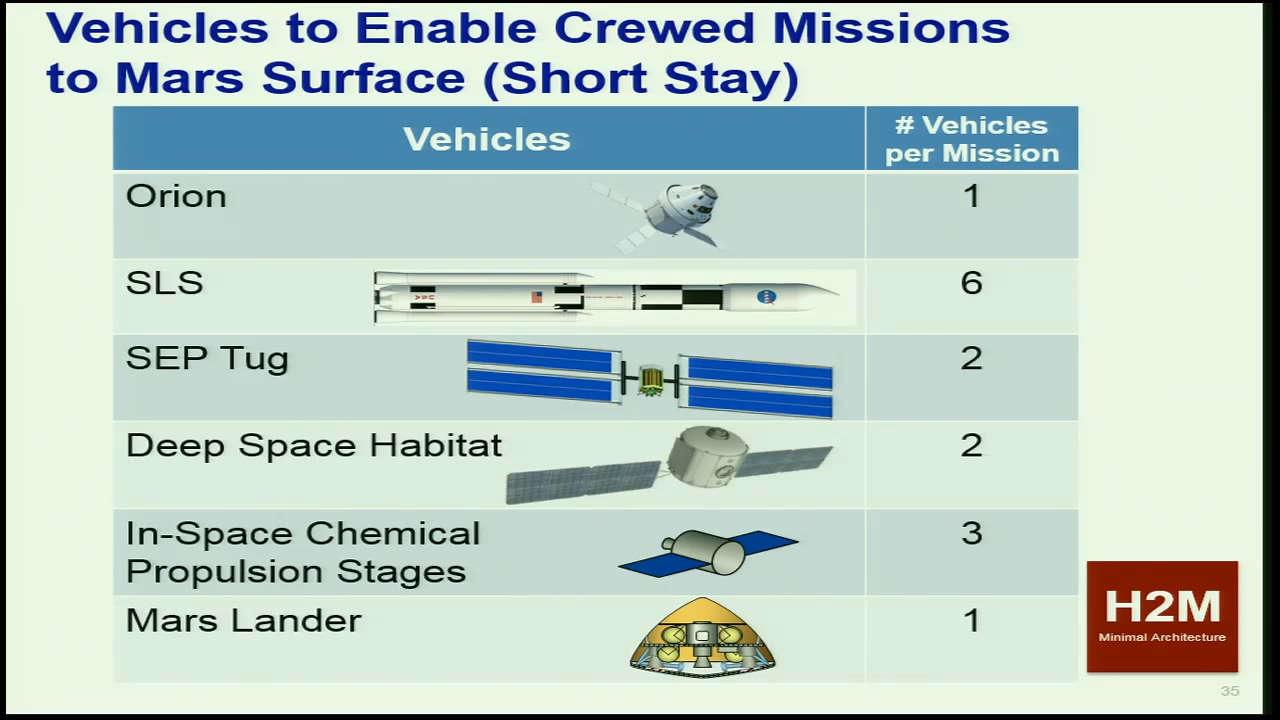 Vehicles to Enable Crewed Missions
to Mars Surface (Short Stay)
Vehicles
# Vehicles
per Mission
Orion
1
SLS
6
SEP Tug
2
Deep Space Habitat
2
In-Space Chemical
Propulsion Stages
3
Mars Lander
1
H2M
Minimal Architecture
35